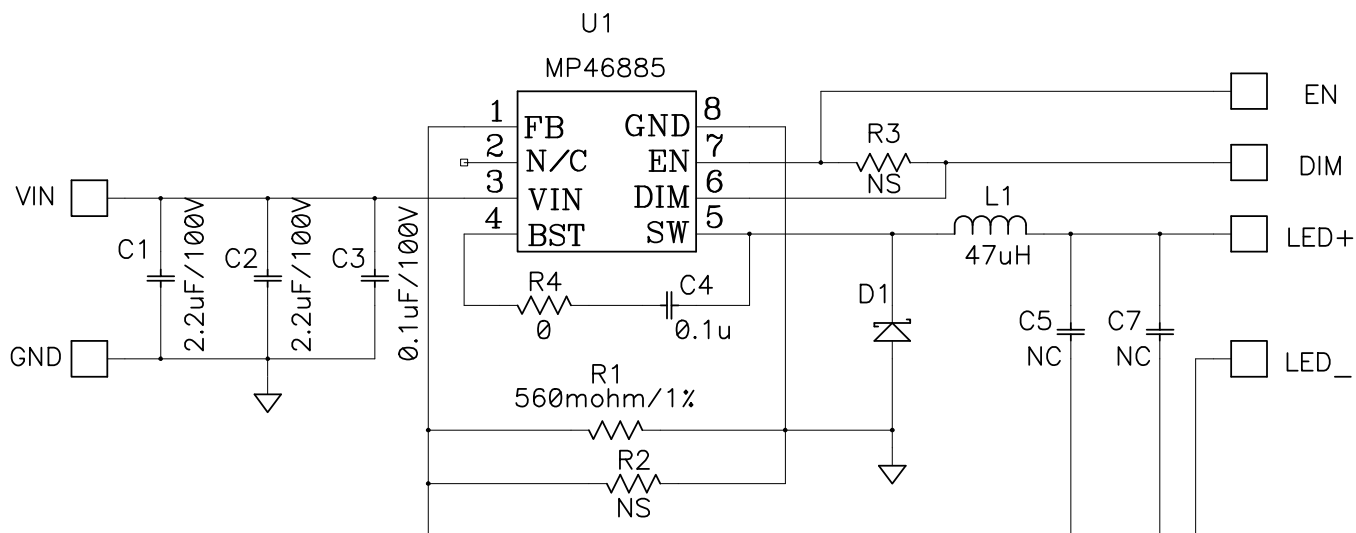 U1
MP46885
1
FB
2
N/C
3
VIN
4
BST
8
GND
7
EN
6
DIM
5
SW
VIN
GND
C1
2.2uF/100V
C2
2.2uF/100V
C3
0.1uF/100V
R4
0
C4
0.1u
R1
560mohm/1%
R2
NS
R3
NS
D1
L1
47uH
C5
NC
C7
NC
EN
DIM
LED+
LED_